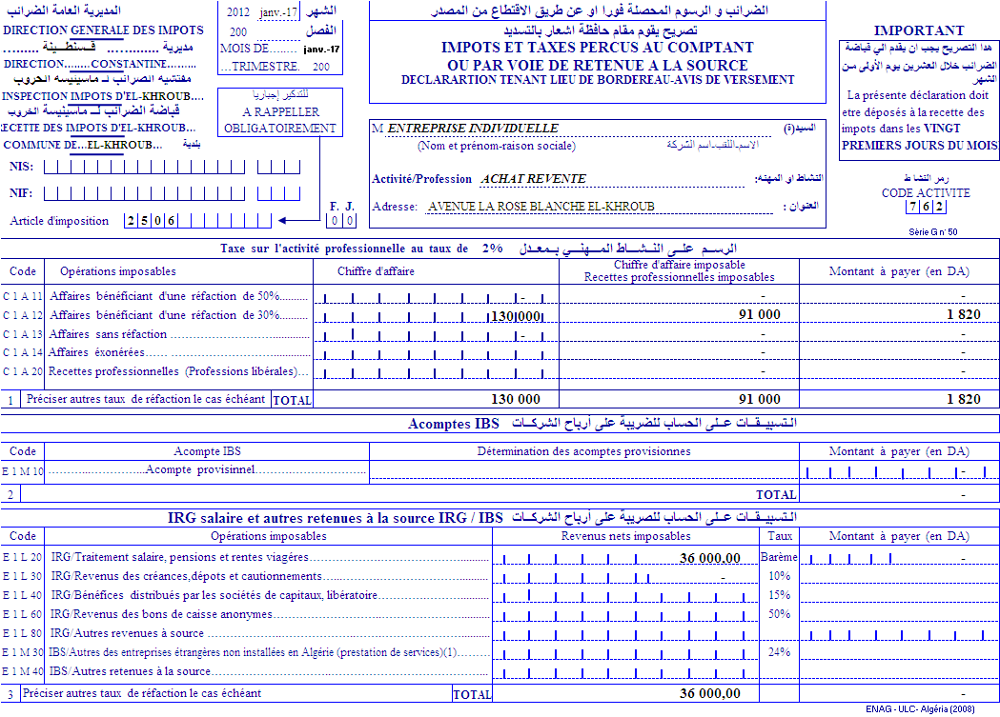 المديرية العامة الضرائب
DIRECTION GENERALE DES IMPOTS
مديرية ............. قسنطينة .........
DIRECTION........CONSTANTINE........
مفتشية الضرائب لـ ماسينيسة الخروب
INSPECTION IMPOTS D'EL-KHROUB....
قباضة الضرائب لـ ماسينيسة الخروب
RECETTE DES IMPOTS D'EL-KHROUB...
COMMUNE DE...EL-KHROUB... بلدية
NIS:
NIF:
Article d'imposition 2 5 0 6
F. J.
0 0
2012 janv.-17 الشهر
200 الفصل
MOIS DE....... janv.-17
...TRIMESTRE. 200
للتذكير إجباريا
A RAPPELLER
OBLIGATOIREMENT
الضرائب و الرسوم المحصلة فورا او عن طريق الاقتطاع من المصدر
تصريح يقوم مقام حافظة اشعار بالتسديد
IMPOTS ET TAXES PERCUS AU COMPTANT
OU PAR VOIE DE RETENUE A LA SOURCE
DECLARARTION TENANT LIEU DE BORDEREAU-AVIS DE VERSEMENT
M ENTREPRISE INDIVIDUELLE السيد(ة)
(Nom et prénom-raison sociale) الاسم-اللقب-اسم الشركة
Activité/Profession ACHAT REVENTE النشاط او المهنه:
Adresse: AVENUE LA ROSE BLANCHE EL-KHROUB العنوان :
IMPORTANT
هذا التصريح يجب ان يقدم الي قباضة
الضرائب خلال العشرين يوم الأولى من
الشهر
La présente déclaration doit
etre déposés à la recette des
impots dans les VINGT
PREMIERS JOURS DU MOIS
رمز النشاط
CODE ACTIVITE
7 6 2
Série G n° 50
Taxe sur l'activité professionnelle au taux de 2% الرسم على النشاط المهني بمعدل
Code Opérations imposables Chiffre d'affaire Chiffre d'affaire imposable Montant à payer (en DA)
Recettes professionnelles imposables
C 1 A 11 Affaires bénéficiant d'une réfaction de 50%.......... - - -
C 1 A 12 Affaires bénéficiant d'une réfaction de 30%.......... 130 000 91 000 1 820
C 1 A 13 Affaires sans réfaction ................................ - - -
C 1 A 14 Affaires éxonérées...... ............................... - -
C 1 A 20 Recettes professionnelles (Professions libérales)... - -
1 Préciser autres taux de réfaction le cas échéant TOTAL 130 000 91 000 1 820
Acomptes IBS التسبيقات على الحساب للضريبة على أرباح الشركات
Code Acompte IBS Détermination des acomptes provisionnes Montant à payer (en DA)
E 1 M 10 ..........................Acompte provisinnel.............................. -
2 TOTAL -
IRG salaire et autres retenues à la source IRG / IBS التسبيقات على الحساب للضريبة على أرباح الشركات
Code Opérations imposables Revenus nets imposables Taux Montant à payer (en DA)
E 1 L 20 IRG/Traitement salaire, pensions et rentes viagéres.................... 36 000,00 Barème -
E 1 L 30 IRG/Revenus des créances,dépots et cautionnements.................... - 10%
E 1 L 40 IRG/Bénéfices distribués par les sociétés de capitaux, libératoire.................... 15%
E 1 L 60 IRG/Revenus des bons de caisse anonymes.................... 50%
E 1 L 80 IRG/Autres revenues à source ....................
E 1 M 30 IBS/Autres des entreprises étrangères non installées en Algérie (prestation de services)(1)......... 24%
E 1 M 40 IBS/Autres retenues à la source....................
3 Préciser autres taux de réfaction le cas échéant TOTAL 36 000,00 -
ENAG - ULC- Algéria (2008)